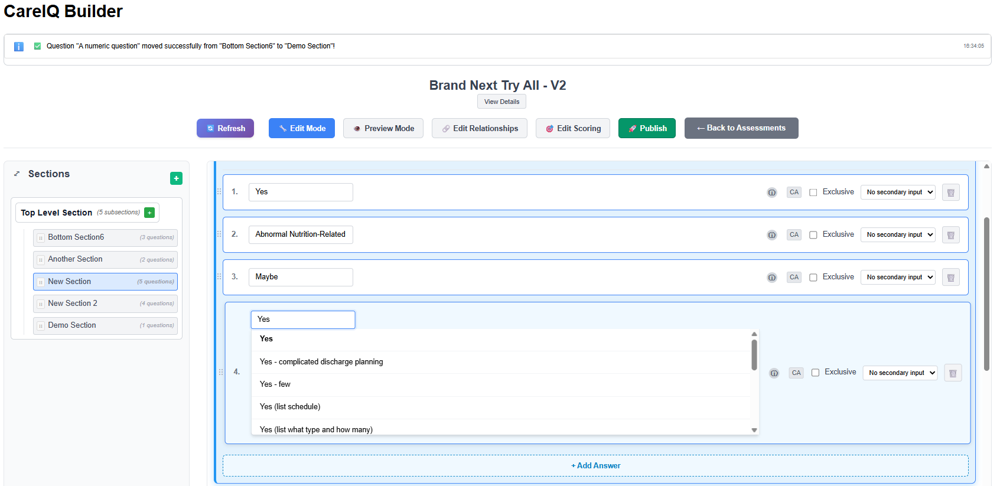 CareIQ Builder
Question "A numeric question" moved successfully from "Bottom Section6" to "Demo Section"!
16:34:05
Brand Next Try All - V2
View Details
Refresh
Edit Mode
Preview Mode
Edit Relationships
Edit Scoring
Publish
← Back to Assessments
Sections
+
Top Level Section (5 subsections) +
Bottom Section6 (3 questions)
Another Section (2 questions)
New Section (5 questions)
New Section 2 (4 questions)
Demo Section (1 questions)
1. Yes CA Exclusive No secondary input
2. Abnormal Nutrition-Related CA Exclusive No secondary input
3. Maybe CA Exclusive No secondary input
Yes
Yes
Yes - complicated discharge planning
Yes - few
4. CA Exclusive No secondary input
Yes (list schedule)
Yes (list what type and how many)
+ Add Answer